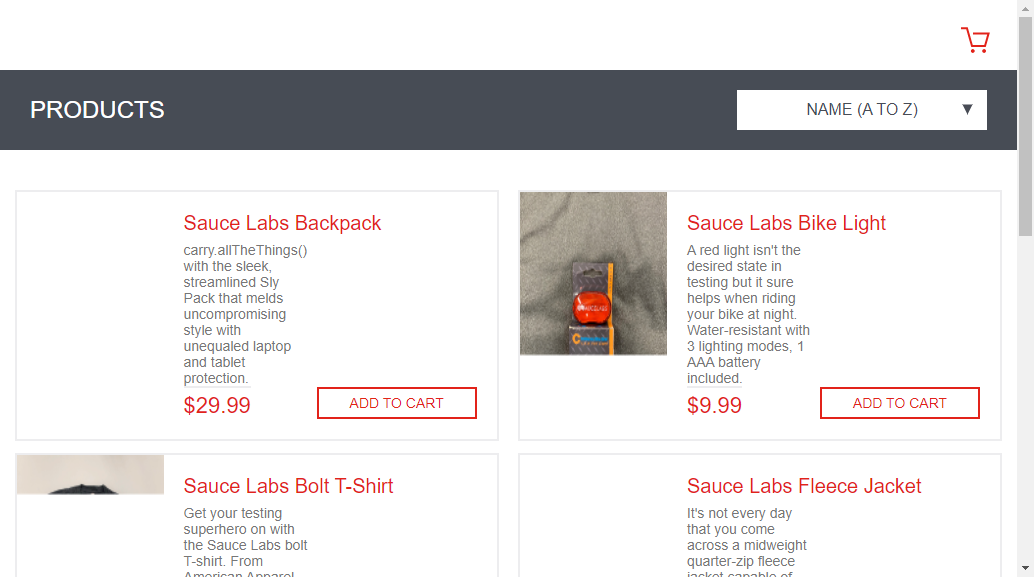 PRODUCTS
NAME (A TO Z)
Sauce Labs Backpack
carry.allTheThings()
with the sleek,
streamlined Sly
Pack that melds
uncompromising
style with
unequaled laptop
and tablet
protection.
$29.99
ADD TO CART
Sauce Labs Bike Light
A red light isn't the
desired state in
testing but it sure
helps when riding
your bike at night.
Water-resistant with
3 lighting modes, 1
AAA battery
included.
$9.99
ADD TO CART
Sauce Labs Bolt T-Shirt
Get your testing
superhero on with
the Sauce Labs bolt
T-shirt. From
American Apparel
Sauce Labs Fleece Jacket
It's not every day
that you come
across a midweight
quarter-zip fleece
jacket capable of